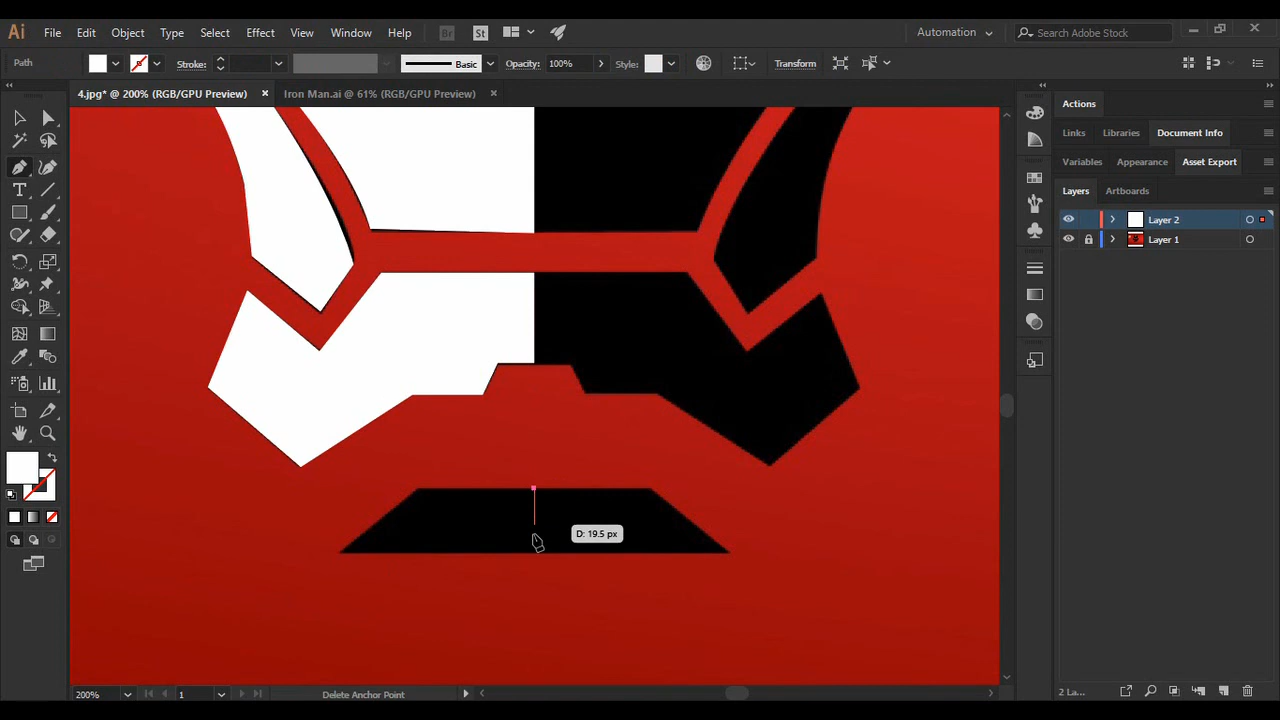 Ai File Edit Object Type Select Effect View Window Help Br St Automation Search Adobe Stock
Path Stroke: Basic Opacity: 100% Style: Transform
4.jpg* @ 200% (RGB/GPU Preview) Iron Man.ai @ 61% (RGB/GPU Preview)
Actions
Links Libraries Document Info
Variables Appearance Asset Export
Layers Artboards
Layer 2
Layer 1
D: 19.5 px
200% 1 Delete Anchor Point
2 La...